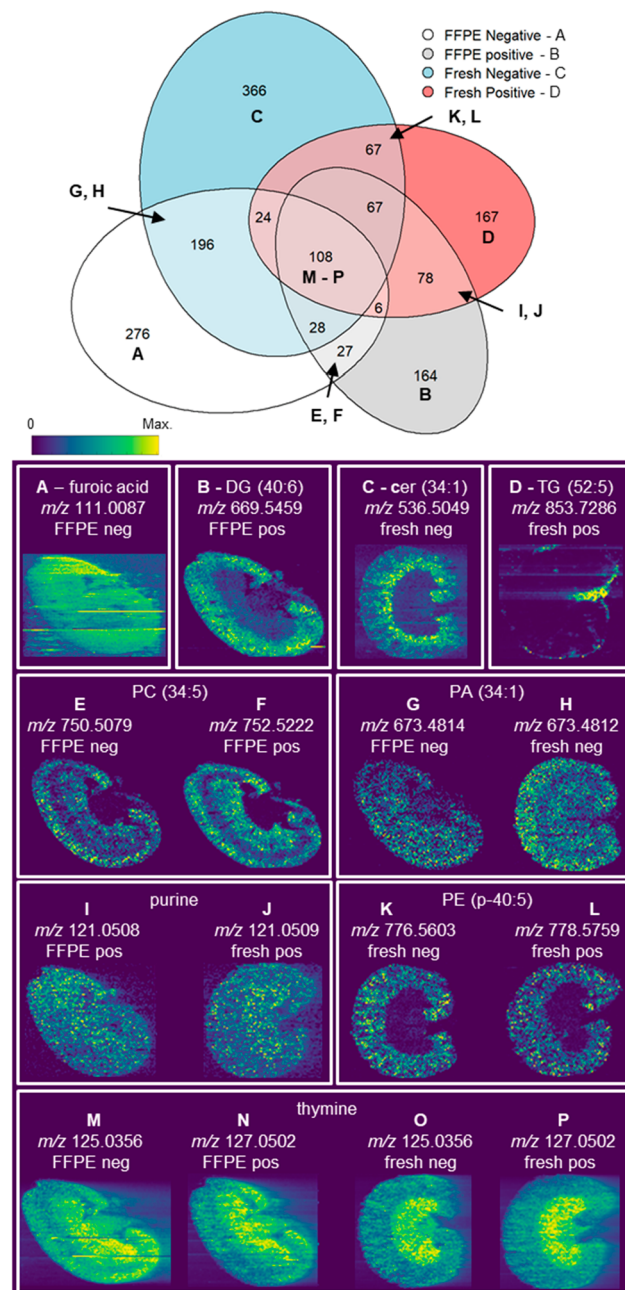 FFPE Negative - A
FFPE positive - B
Fresh Negative - C
Fresh Positive - D
366
C
K, L
67
G, H
24
67
167
D
196
108
M - P
78
6
I, J
276
A
28
27
164
B
E, F
0 Max.
A – furoic acid
m/z 111.0087
FFPE neg
B - DG (40:6)
m/z 669.5459
FFPE pos
C - cer (34:1)
m/z 536.5049
fresh neg
D - TG (52:5)
m/z 853.7286
fresh pos
PC (34:5)
E
m/z 750.5079
FFPE neg
F
m/z 752.5222
FFPE pos
PA (34:1)
G
m/z 673.4814
FFPE neg
H
m/z 673.4812
fresh neg
purine
I
m/z 121.0508
FFPE pos
J
m/z 121.0509
fresh pos
PE (p-40:5)
K
m/z 776.5603
fresh neg
L
m/z 778.5759
fresh pos
thymine
M
m/z 125.0356
FFPE neg
N
m/z 127.0502
FFPE pos
O
m/z 125.0356
fresh neg
P
m/z 127.0502
fresh pos